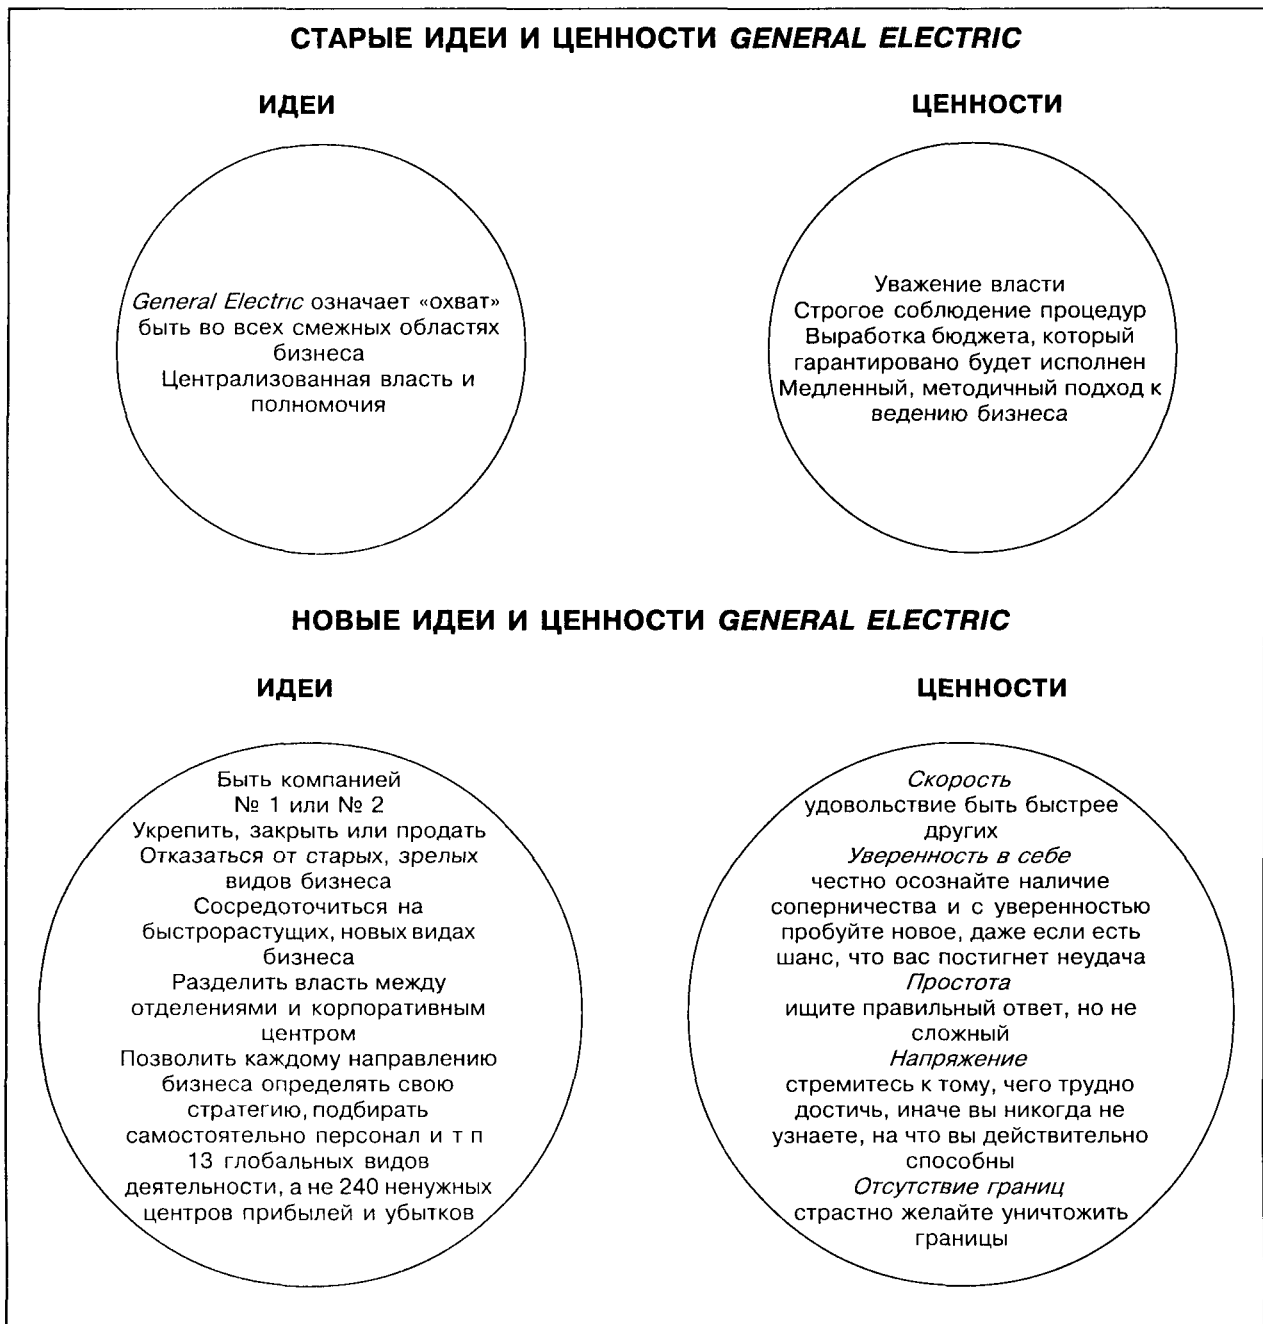 СТАРЫЕ ИДЕИ И ЦЕННОСТИ GENERAL ELECTRIC
ИДЕИ
General Electric означает «охват»
быть во всех смежных областях
бизнеса
Централизованная власть и
полномочия
ЦЕННОСТИ
Уважение власти
Строгое соблюдение процедур
Выработка бюджета, который
гарантировано будет исполнен
Медленный, методичный подход к
ведению бизнеса
НОВЫЕ ИДЕИ И ЦЕННОСТИ GENERAL ELECTRIC
ИДЕИ
Быть компанией
№ 1 или № 2
Укрепить, закрыть или продать
Отказаться от старых, зрелых
видов бизнеса
Сосредоточиться на
быстрорастущих, новых видах
бизнеса
Разделить власть между
отделениями и корпоративным
центром
Позволить каждому направлению
бизнеса определять свою
стратегию, подбирать
самостоятельно персонал и т п
13 глобальных видов
деятельности, а не 240 ненужных
центров прибылей и убытков
ЦЕННОСТИ
Скорость
удовольствие быть быстрее
других
Уверенность в себе
честно осознайте наличие
соперничества и с уверенностью
пробуйте новое, даже если есть
шанс, что вас постигнет неудача
Простота
ищите правильный ответ, но не
сложный
Напряжение
стремитесь к тому, чего трудно
достичь, иначе вы никогда не
узнаете, на что вы действительно
способны
Отсутствие границ
страстно желайте уничтожить
границы